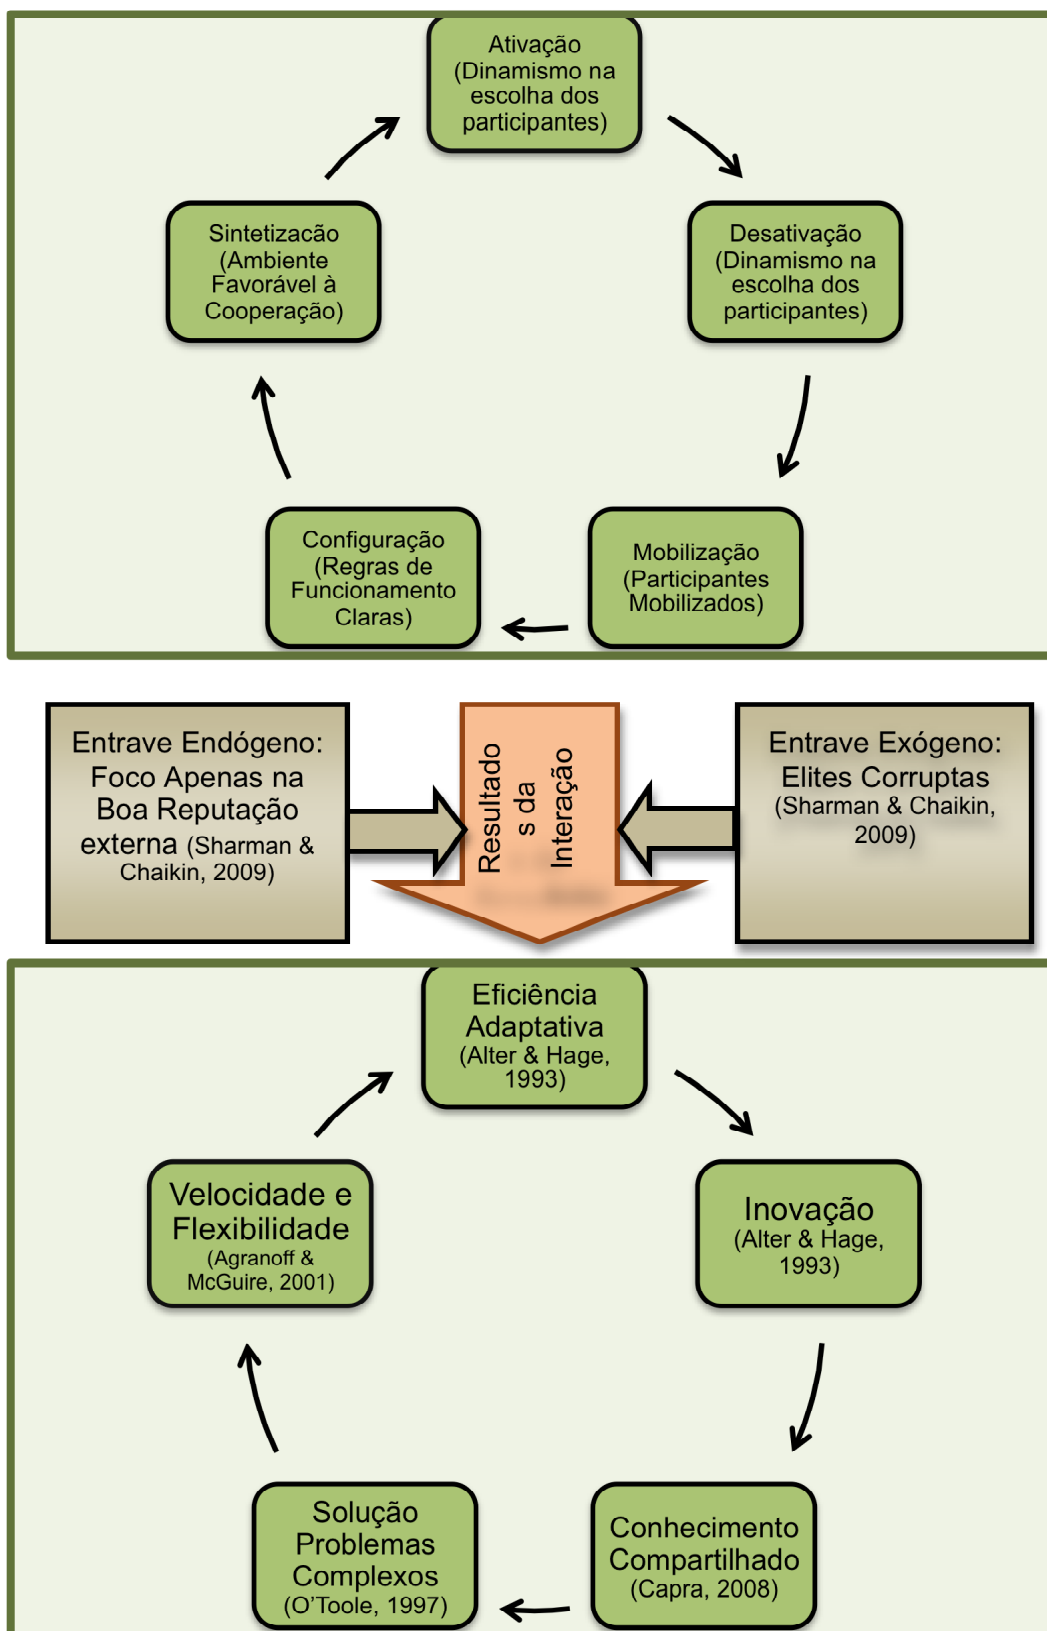 Ativação
(Dinamismo na
escolha dos
participantes)
Sintetizacão
(Ambiente
Favorável à
Cooperação)
Desativação
(Dinamismo na
escolha dos
participantes)
Configuração
(Regras de
Funcionamento
Claras)
Mobilização
(Participantes
Mobilizados)
Entrave Endógeno:
Foco Apenas na
Boa Reputação
externa (Sharman &
Chaikin, 2009)
Resultado
s da
Interação
Entrave Exógeno:
Elites Corruptas
(Sharman & Chaikin,
2009)
Eficiência
Adaptativa
(Alter & Hage,
1993)
Velocidade e
Flexibilidade
(Agranoff &
McGuire, 2001)
Inovação
(Alter & Hage,
1993)
Solução
Problemas
Complexos
(O'Toole, 1997)
Conhecimento
Compartilhado
(Capra, 2008)